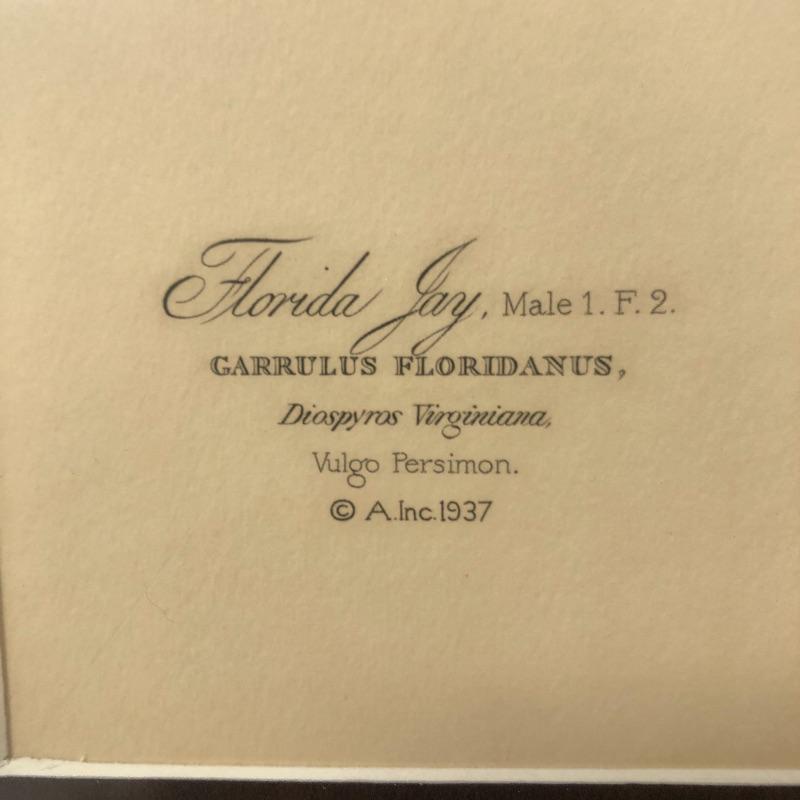 Florida Jay, Male 1. F. 2.
GARRULUS FLORIDANUS,
Diospyros Virginiana,
Vulgo Persimon.
© A.Inc.1937